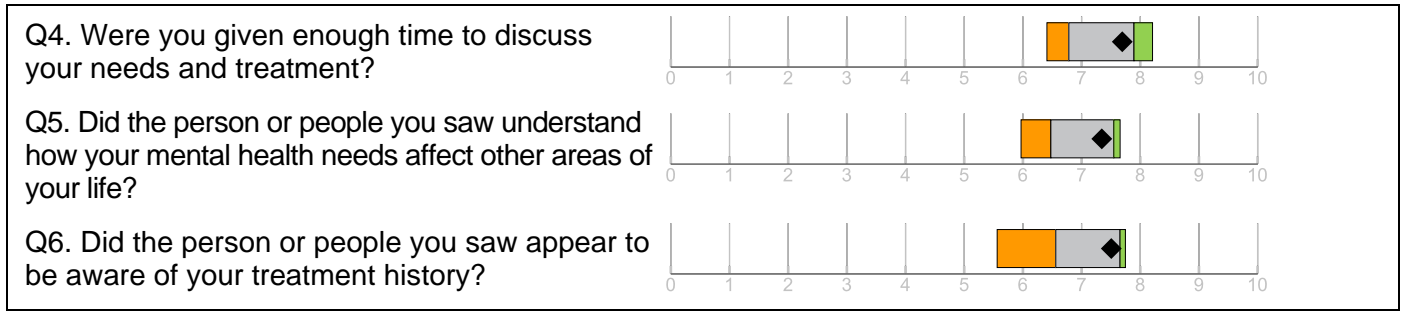 Q4. Were you given enough time to discuss
your needs and treatment?
0 1 2 3 4 5 6 7 8 9 10
Q5. Did the person or people you saw understand
how your mental health needs affect other areas of
your life?
0 1 2 3 4 5 6 7 8 9 10
Q6. Did the person or people you saw appear to
be aware of your treatment history?
0 1 2 3 4 5 6 7 8 9 10